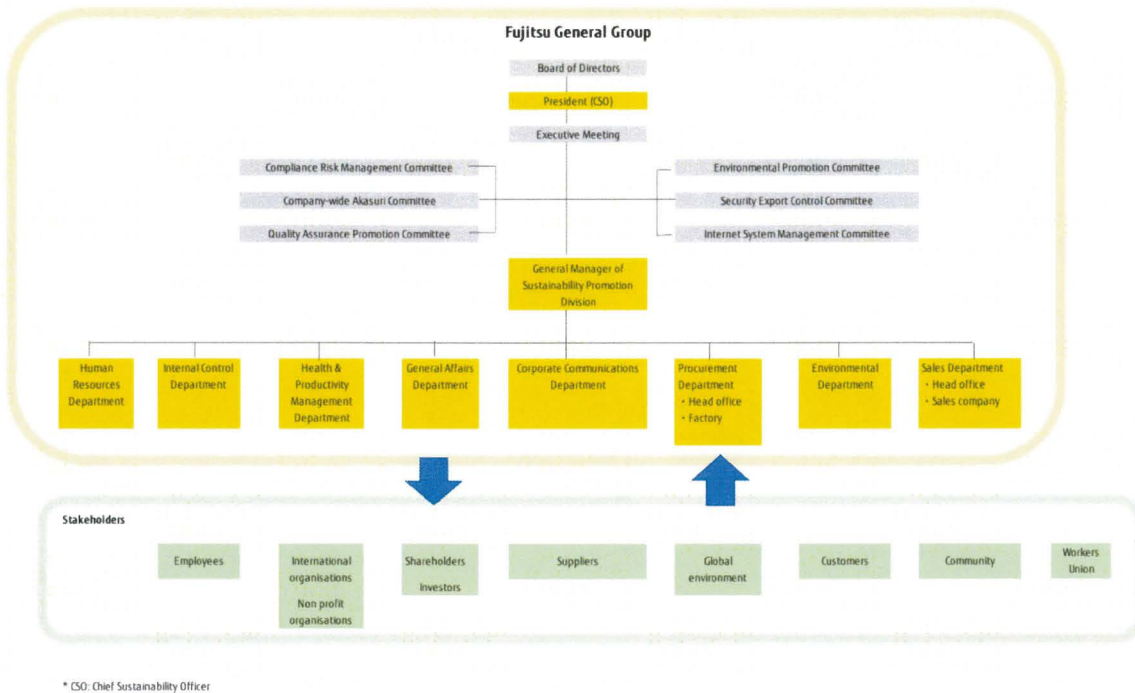 Fujitsu General Group
Board of Directors
President (CSO)
Executive Meeting
Compliance Risk Management Committee
Environmental Promotion Committee
Company-wide Akasuri Committee
Security Export Control Committee
Quality Assurance Promotion Committee
Internet System Management Committee
General Manager of
Sustainability Promotion
Division
Human
Resources
Department
Internal Control
Department
Health &
Productivity
Management
Department
General Affairs
Department
Corporate Communications
Department
Procurement
Department
・Head office
・Factory
Environmental
Department
Sales Department
・Head office
・Sales company
Stakeholders
Employees
International
organisations
Non profit
organisations
Shareholders
Investors
Suppliers
Global
environment
Customers
Community
Workers
Union
* CSO: Chief Sustainability Officer